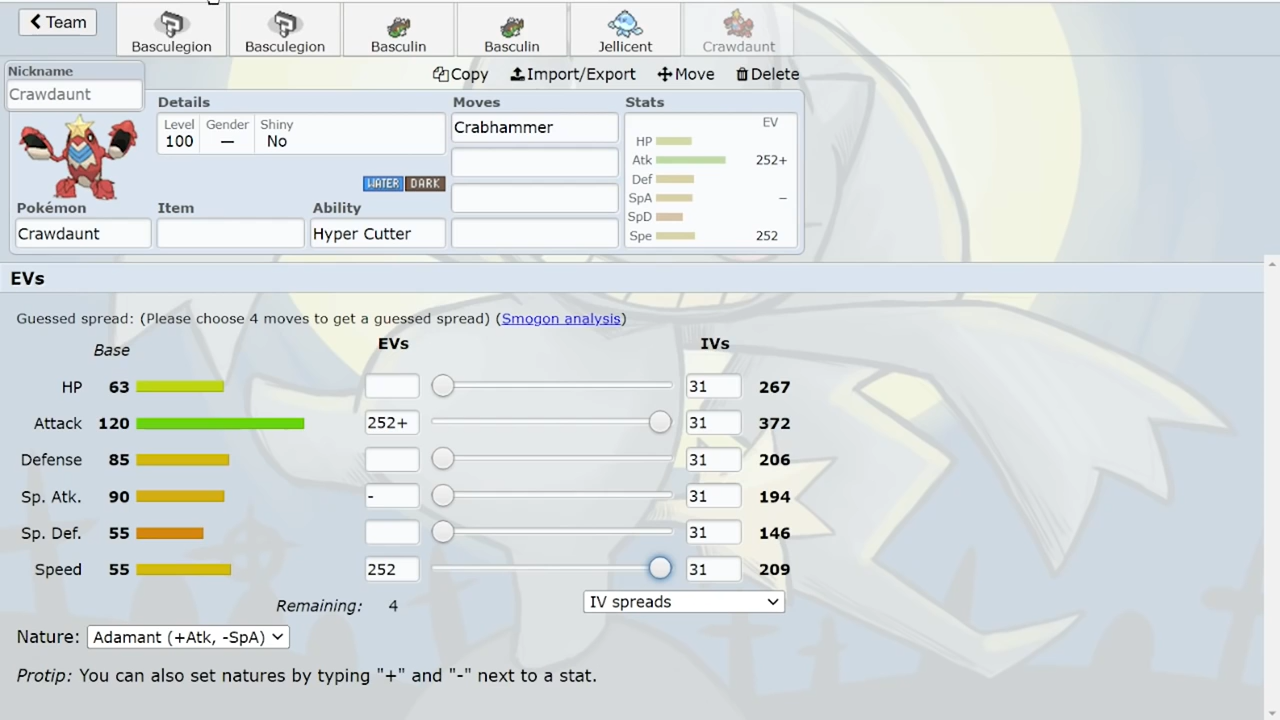 Team
Basculegion
Basculegion
Basculin
Basculin
Jellicent
Crawdaunt
Nickname
Crawdaunt
Copy
Import/Export
Move
Delete
Details
Level
100
Gender
—
Shiny
No
WATER DARK
Pokémon
Crawdaunt
Item
Ability
Hyper Cutter
Moves
Crabhammer
Stats
EV
HP
Atk 252+
Def
SpA –
SpD
Spe 252
EVs
Guessed spread: (Please choose 4 moves to get a guessed spread) (Smogon analysis)
Base EVs IVs
HP 63 31 267
Attack 120 252+ 31 372
Defense 85 31 206
Sp. Atk. 90 - 31 194
Sp. Def. 55 31 146
Speed 55 252 31 209
Remaining: 4 IV spreads
Nature: Adamant (+Atk, -SpA)
Protip: You can also set natures by typing "+" and "-" next to a stat.